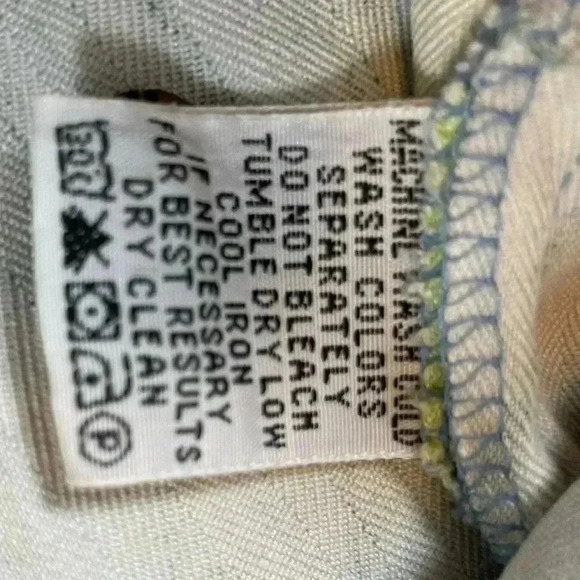 MACHINE WASH COLD
WASH COLORS
SEPARATELY
DO NOT BLEACH
TUMBLE DRY LOW
COOL IRON
IF NECESSARY
FOR BEST RESULTS
DRY CLEAN
30
P